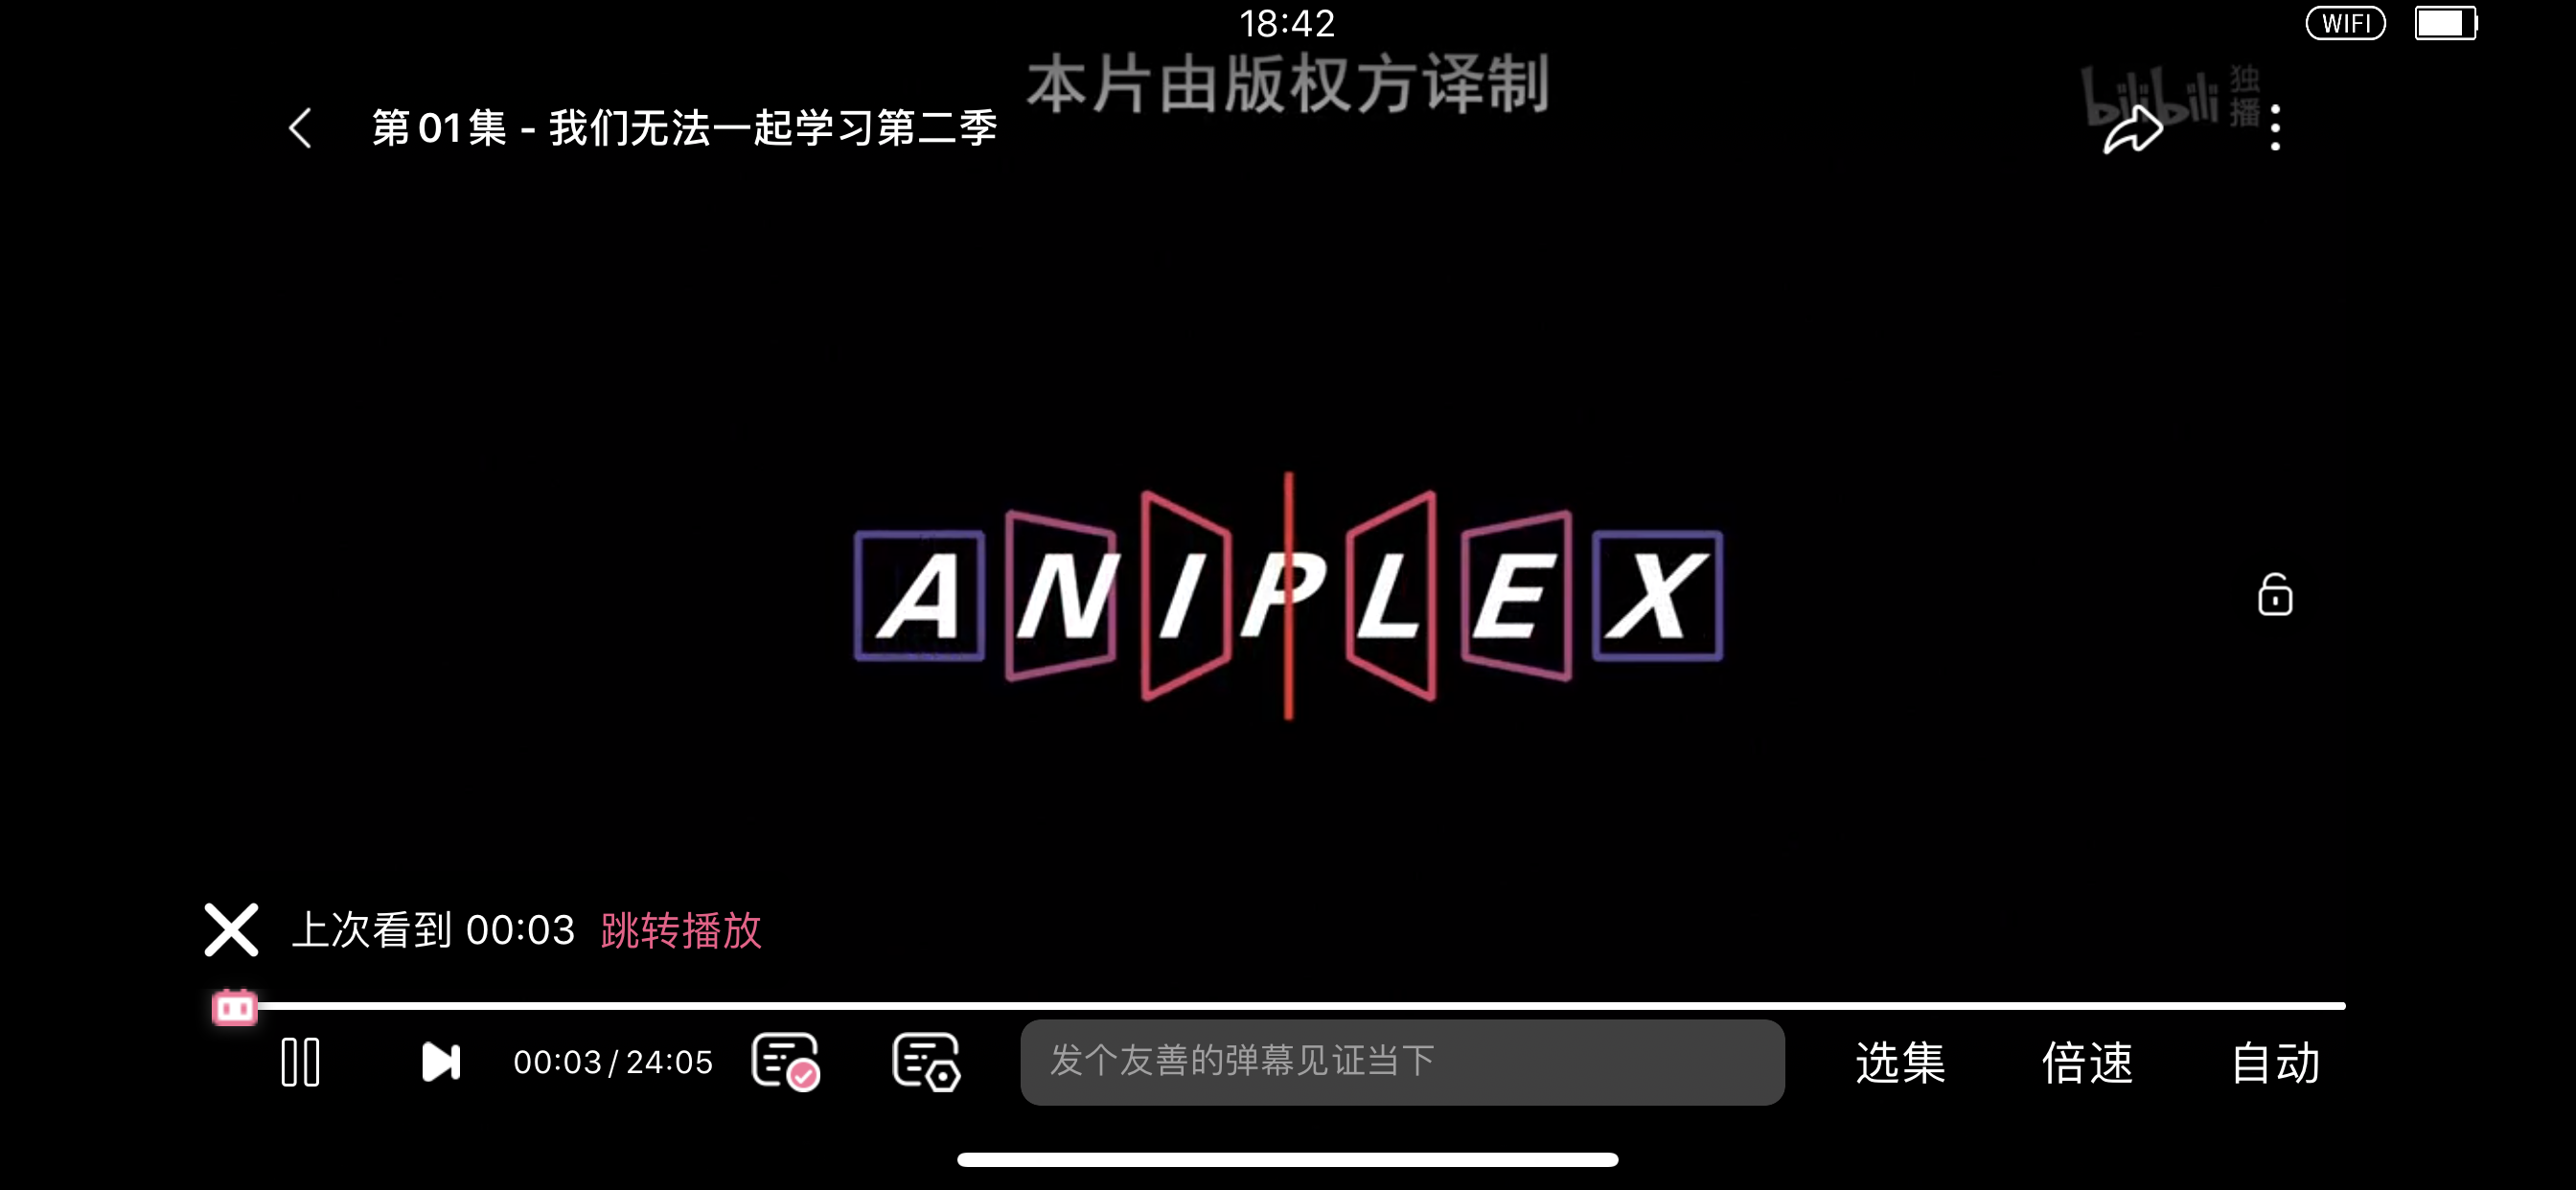 18:42
WIFI
本片由版权方译制
bilibili 独播
第01集 - 我们无法一起学习第二季
ANIPLEX
上次看到 00:03 跳转播放
00:03 / 24:05
发个友善的弹幕见证当下
选集
倍速
自动